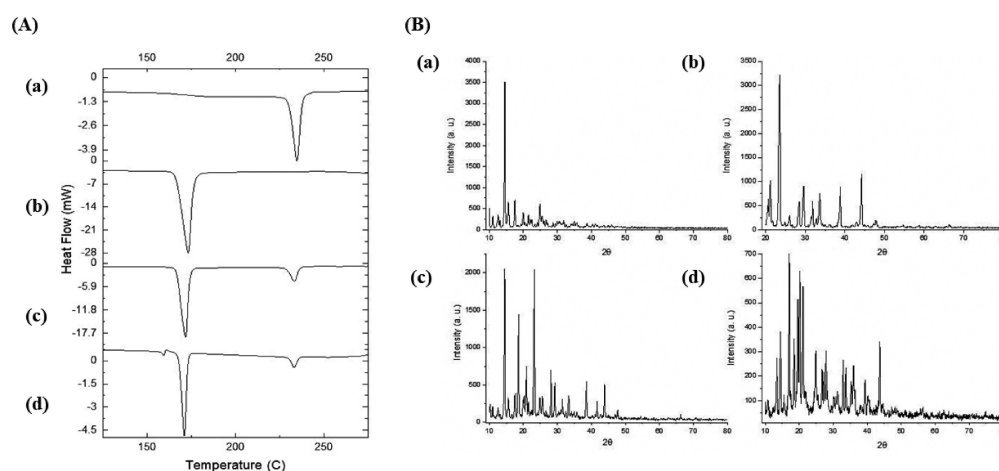 (A)
150 200 250
(a)
0
-1.3
-2.6
-3.9
0
(b)
-7
-14
-21
-28
0
(c)
-5.9
-11.8
-17.7
0
(d)
-1.5
-3
-4.5
Heat Flow (mW)
150 200 250
Temperature (C)
(B)
(a)
4000
3500
3000
2500
2000
1500
1000
500
0
Intensity (a. u.)
10 20 30 40 50 60 70 80
2θ
(b)
3500
3000
2500
2000
1500
1000
500
0
Intensity (a. u.)
20 40 60 80
2θ
(c)
2000
1500
1000
500
0
Intensity (a. u.)
10 20 30 40 50 60 70 80
2θ
(d)
700
600
500
400
300
200
100
0
Intensity (a. u.)
10 20 30 40 50 60 70 80
2θ